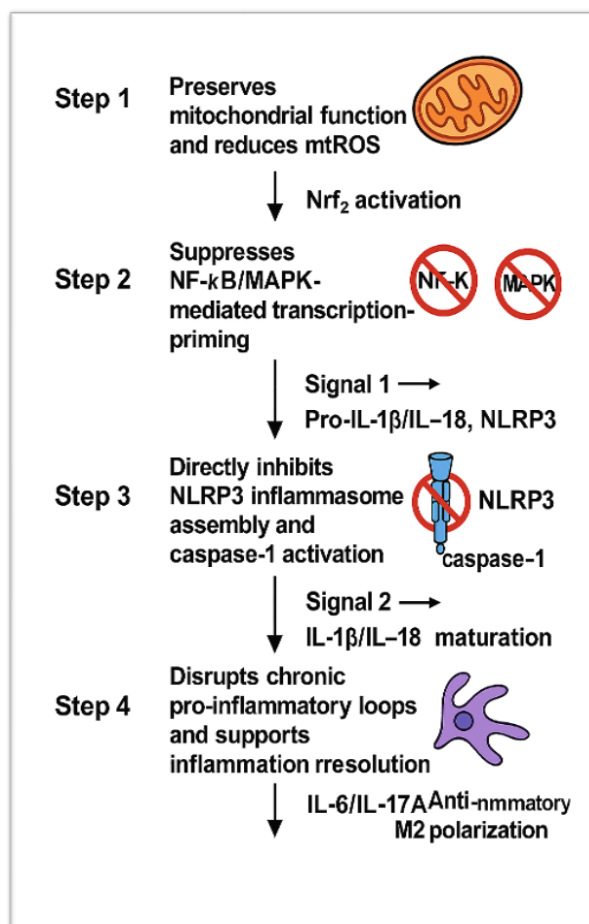 Step 1
Preserves
mitochondrial function
and reduces mtROS
Nrf₂ activation
Step 2
Suppresses
NF-κB/MAPK-
mediated transcription-
priming
NF-K
MAPK
Signal 1 →
Pro-IL-1β/IL–18, NLRP3
Step 3
Directly inhibits
NLRP3 inflammasome
assembly and
caspase-1 activation
NLRP3
caspase–1
Signal 2 →
IL-1β/IL–18 maturation
Step 4
Disrupts chronic
pro-inflammatory loops
and supports
inflammation rresolution
IL-6/IL-17A Anti-nmmatory
M2 polarization